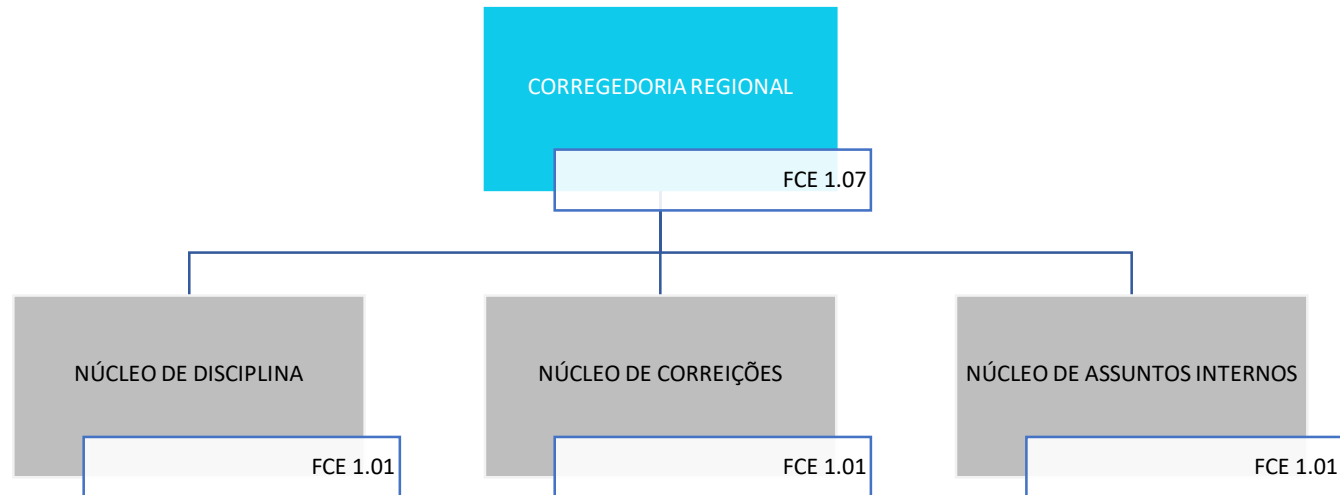 CORREGEDORIA REGIONAL
FCE 1.07
NÚCLEO DE DISCIPLINA
FCE 1.01
NÚCLEO DE CORREIÇÕES
FCE 1.01
NÚCLEO DE ASSUNTOS INTERNOS
FCE 1.01